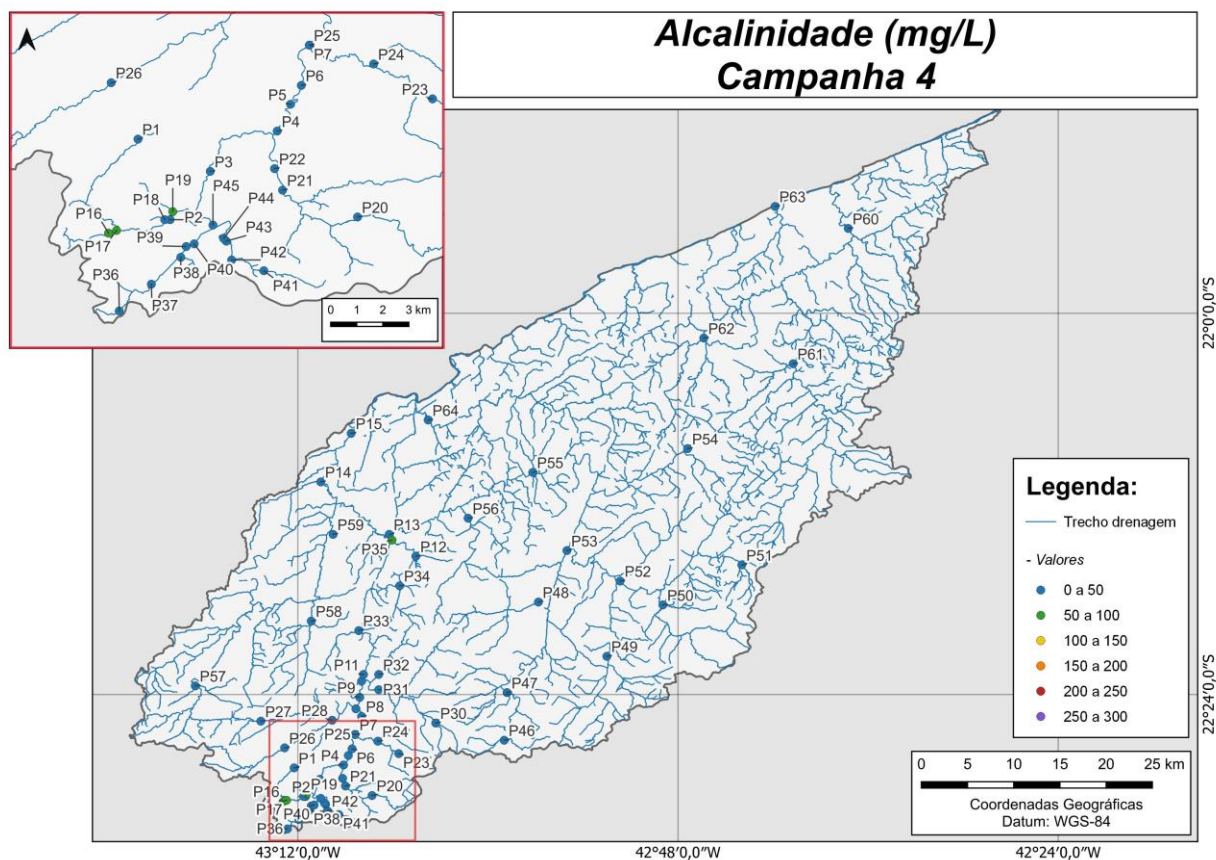 Alcalinidade (mg/L)
Campanha 4
P25
P7
P24
P26
P6
P23
P5
P1
P4
P3
P22
P19
P45
P21
P18
P44
P16
P2
P20
P43
P17
P39
P42
P36
P38
P40
P41
P37
0 1 2 3 km
P63
P60
22°0'0,0"S
P62
P61
P64
P15
P54
P55
P14
P56
P59
P13
P35
P12
P53
P51
P34
P52
P48
P50
P58
P33
P49
P11
P32
P57
P9
P31
P47
22°24'0,0"S
P8
P27
P28
P30
P7
P25
P24
P46
P26
P4
P6
P23
P1
P21
P19
P20
P2
P16
P42
P17
P40
P38
P41
P36
Legenda:
Trecho drenagem
- Valores
0 a 50
50 a 100
100 a 150
150 a 200
200 a 250
250 a 300
0 5 10 15 20 25 km
Coordenadas Geográficas
Datum: WGS-84
43°12'0,0"W
42°48'0,0"W
42°24'0,0"W